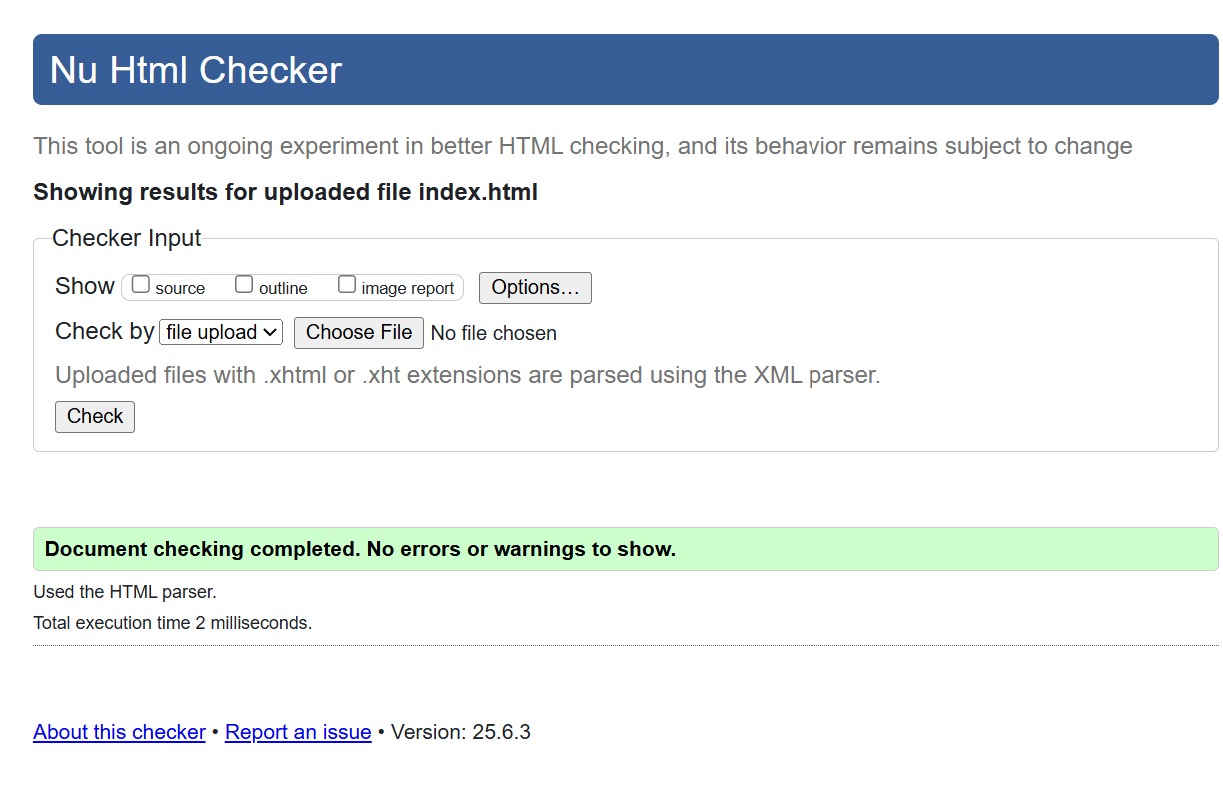 Nu Html Checker
This tool is an ongoing experiment in better HTML checking, and its behavior remains subject to change
Showing results for uploaded file index.html
Checker Input
Show source outline image report Options…
Check by file upload Choose File No file chosen
Uploaded files with .xhtml or .xht extensions are parsed using the XML parser.
Check
Document checking completed. No errors or warnings to show.
Used the HTML parser.
Total execution time 2 milliseconds.
About this checker • Report an issue • Version: 25.6.3